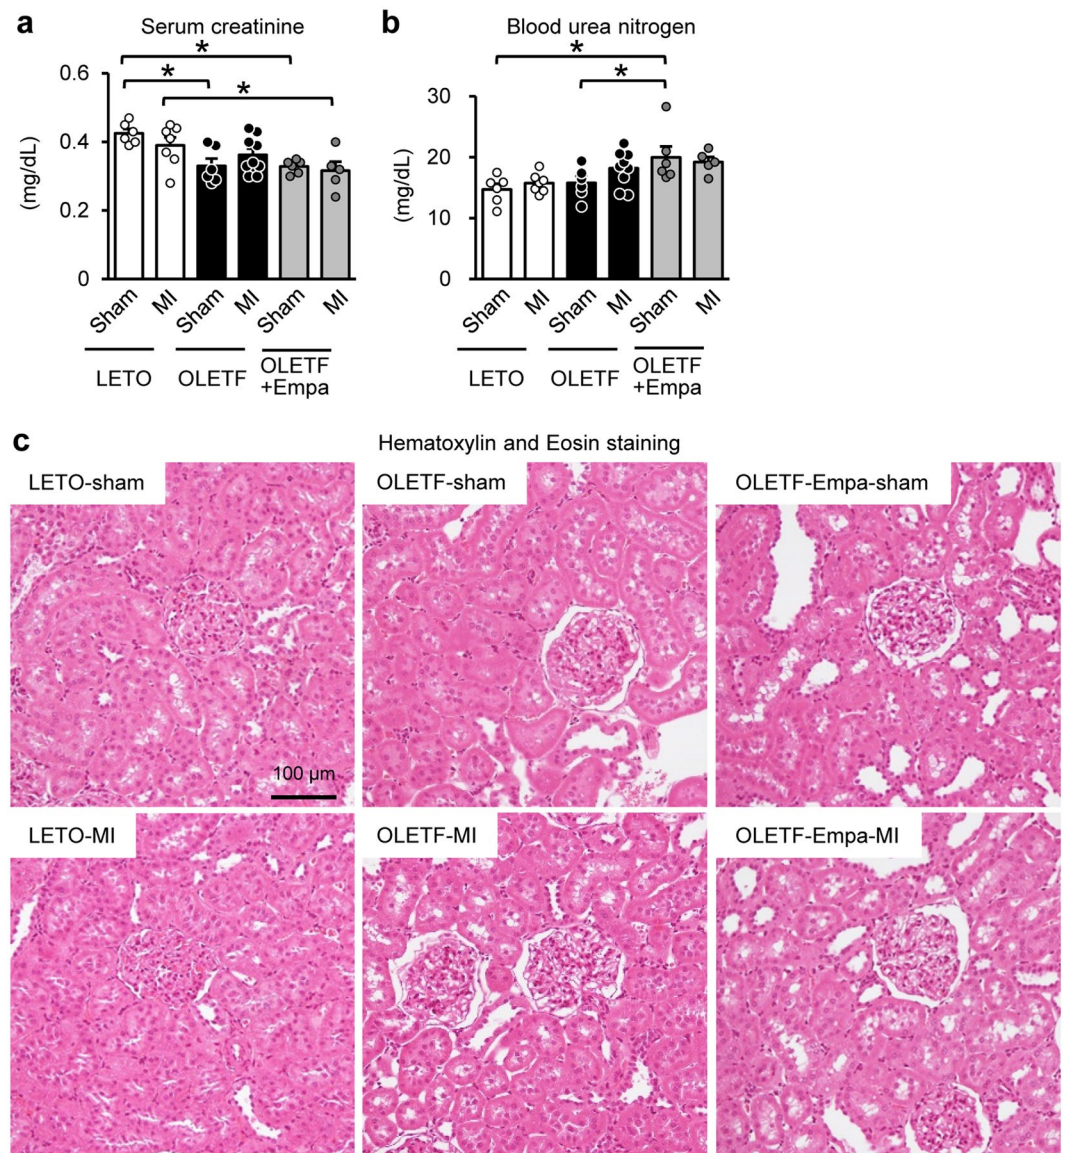 a
Serum creatinine
*
*
*
0.6
0.4
0.2
0
(mg/dL)
Sham
MI
Sham
MI
Sham
MI
LETO
OLETF
OLETF
+Empa
b
Blood urea nitrogen
*
*
30
20
10
0
(mg/dL)
Sham
MI
Sham
MI
Sham
MI
LETO
OLETF
OLETF
+Empa
c
Hematoxylin and Eosin staining
LETO-sham
OLETF-sham
OLETF-Empa-sham
100 μm
LETO-MI
OLETF-MI
OLETF-Empa-MI